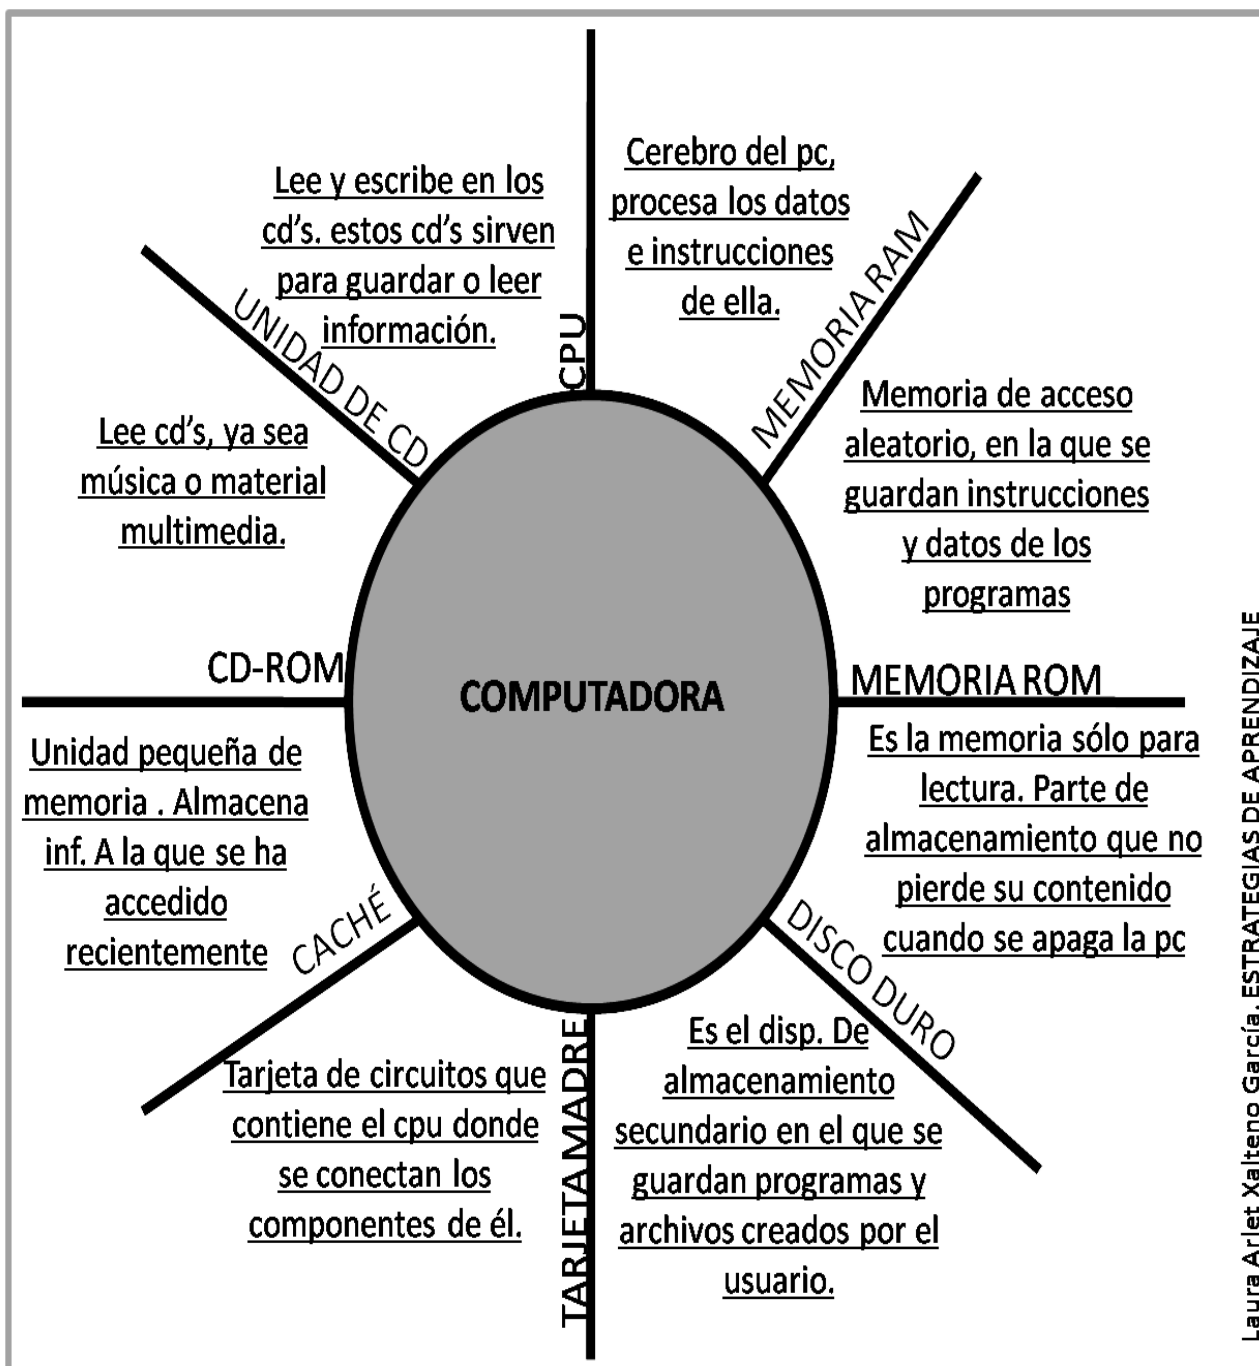 CPU
Cerebro del pc,
procesa los datos
e instrucciones
de ella.
MEMORIA RAM
Memoria de acceso
aleatorio, en la que se
guardan instrucciones
y datos de los
programas
MEMORIA ROM
Es la memoria sólo para
lectura. Parte de
almacenamiento que no
pierde su contenido
cuando se apaga la pc
DISCO DURO
Es el disp. De
almacenamiento
secundario en el que se
guardan programas y
archivos creados por el
usuario.
TARJETA MADRE
Tarjeta de circuitos que
contiene el cpu donde
se conectan los
componentes de él.
CACHÉ
Unidad pequeña de
memoria . Almacena
inf. A la que se ha
accedido
recientemente
CD-ROM
Lee cd's, ya sea
música o material
multimedia.
UNIDAD DE CD
Lee y escribe en los
cd's. estos cd's sirven
para guardar o leer
información.
COMPUTADORA
Laura Arlet Xalteno García. ESTRATEGIAS DE APRENDIZAJE